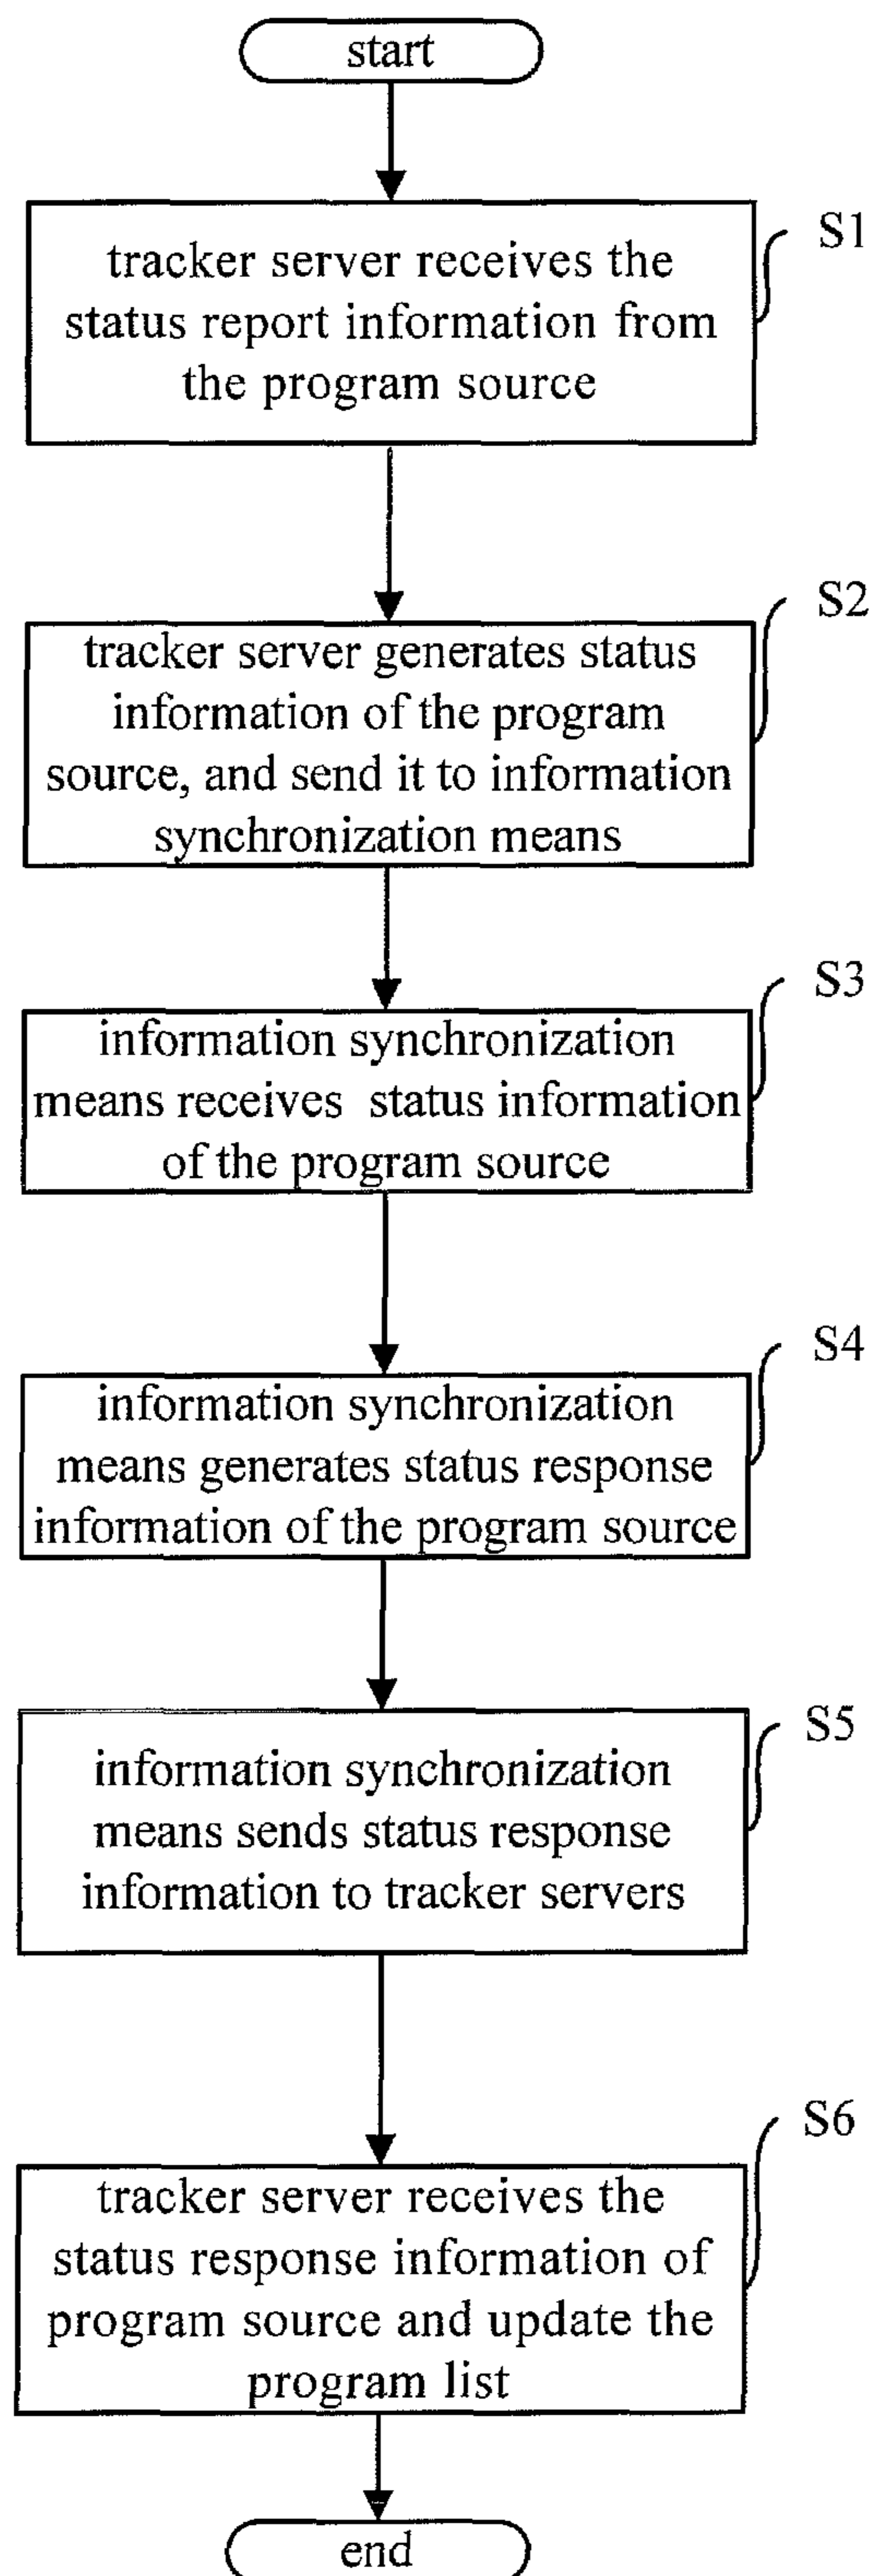 start
S1
tracker server receives the
status report information from
the program source
S2
tracker server generates status
information of the program
source, and send it to information
synchronization means
S3
information synchronization
means receives status information
of the program source
S4
information synchronization
means generates status response
information of the program source
S5
information synchronization
means sends status response
information to tracker servers
S6
tracker server receives the
status response information of
program source and update the
program list
end